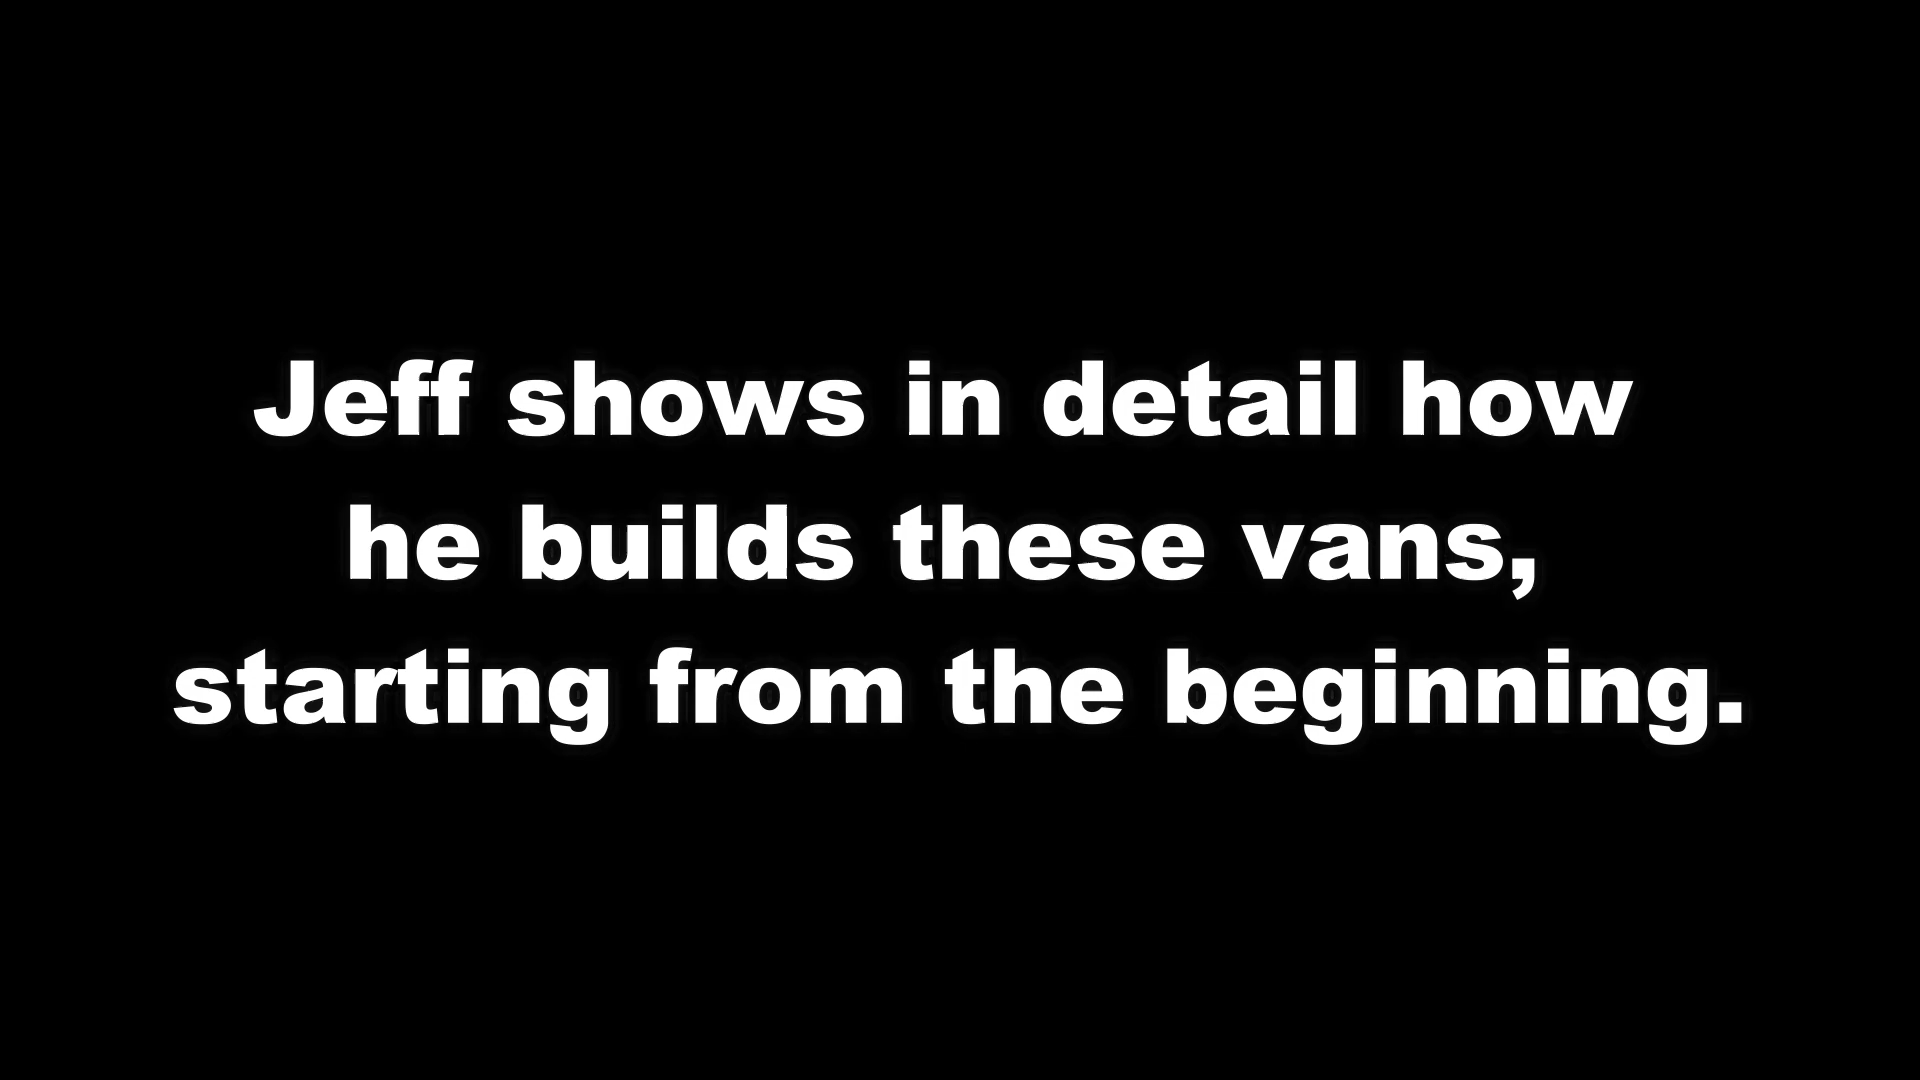 Jeff shows in detail how
he builds these vans,
starting from the beginning.